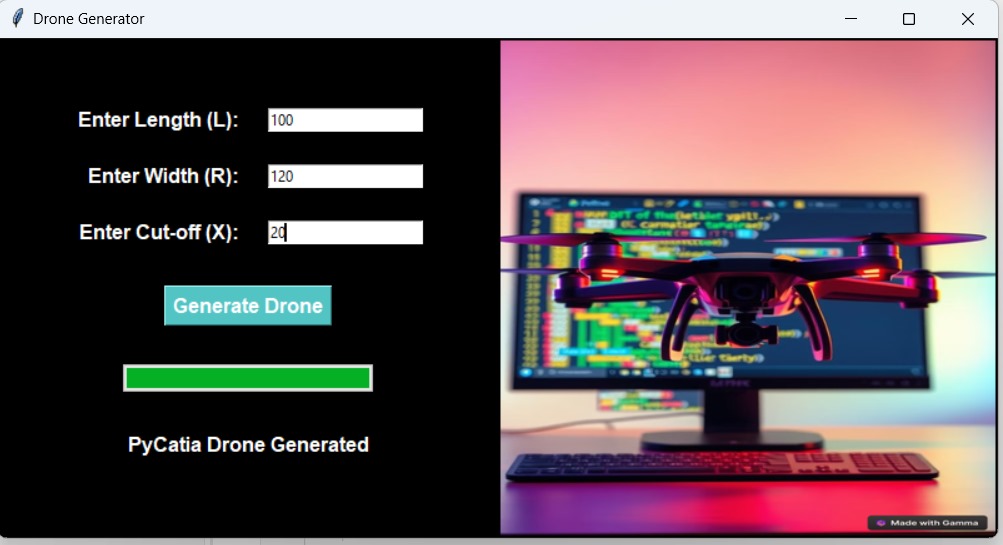 Drone Generator
Enter Length (L):
100
Enter Width (R):
120
Enter Cut-off (X):
20
Generate Drone
PyCatia Drone Generated
Made with Gamma